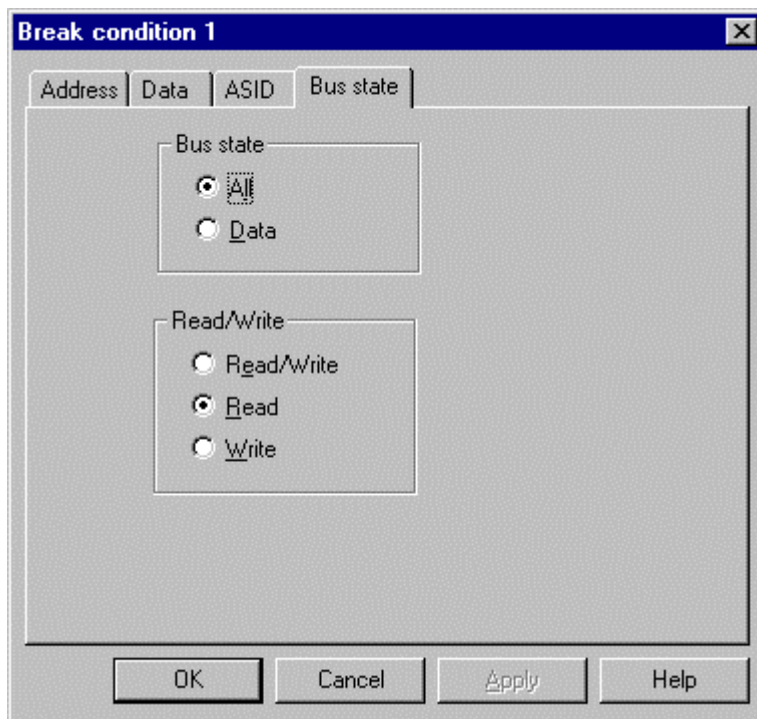 Break condition 1
Address Data ASID Bus state
Bus state
All
Data
Read/Write
Read/Write
Read
Write
OK Cancel Apply Help